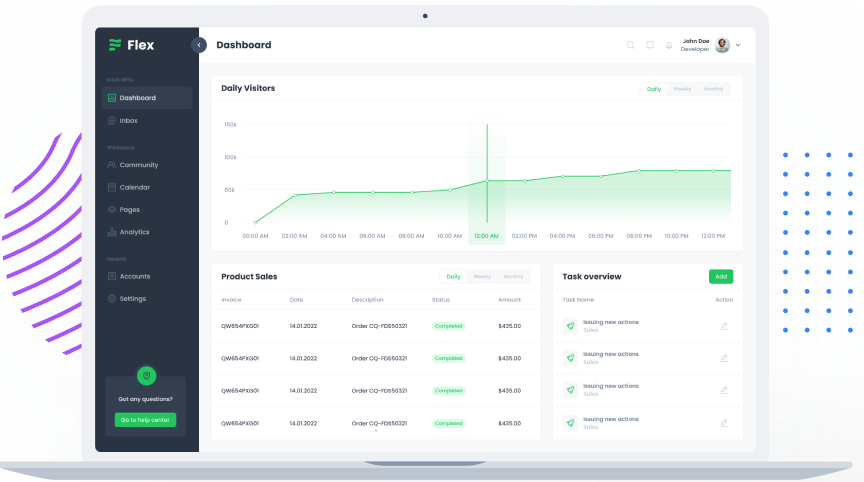 Flex
Dashboard
John Doe
Developer
MAIN MENU
Dashboard
Inbox
Workspace
Community
Calendar
Pages
Analytics
General
Accounts
Settings
Got any questions?
Go to help center
Daily Visitors
Daily Weekly Monthly
150k
100k
50k
0
00:00 AM 02:00 AM 04:00 AM 06:00 AM 08:00 AM 10:00 AM 12:00 AM 02:00 PM 04:00 PM 06:00 PM 08:00 PM 10:00 PM 12:00 PM
Product Sales
Daily Weekly Monthly
Invoice Date Description Status Amount
QW654PXG01 14.01.2022 Order CQ-FDS50321 Completed $435.00
QW654PXG01 14.01.2022 Order CQ-FDS50321 Completed $435.00
QW654PXG01 14.01.2022 Order CQ-FDS50321 Completed $435.00
QW654PXG01 14.01.2022 Order CQ-FDS50321 Completed $435.00
Task overview
Add
Task Name Action
Issuing new actions
Sales
Issuing new actions
Sales
Issuing new actions
Sales
Issuing new actions
Sales